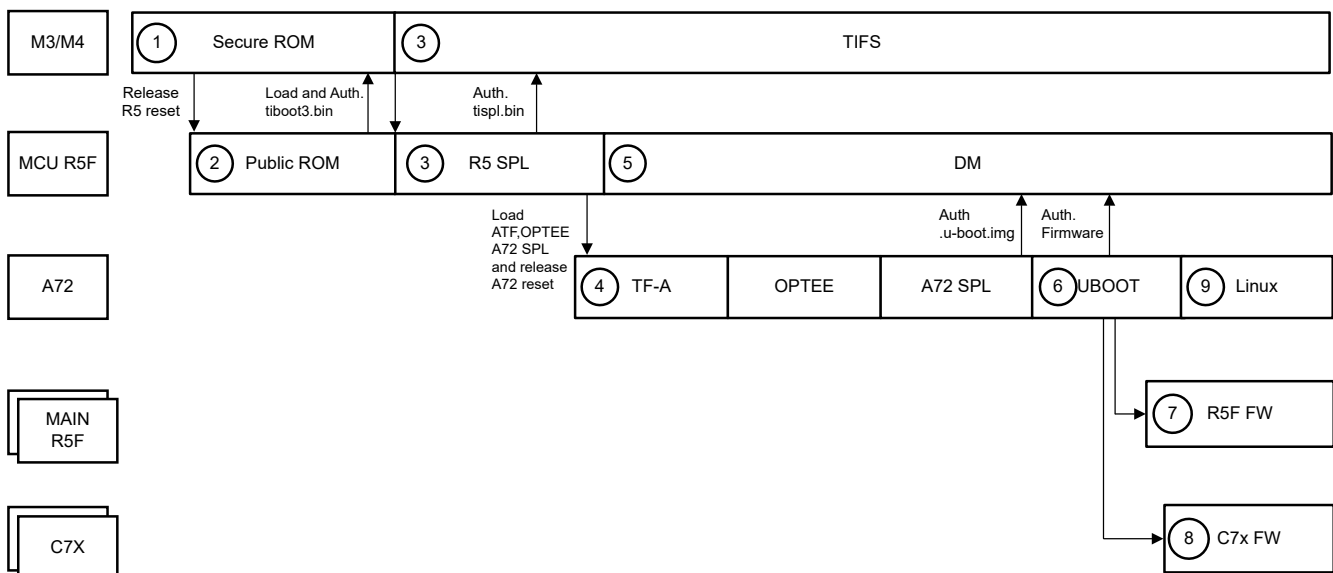 M3/M4
1
Secure ROM
3
TIFS
Release
R5 reset
Load and Auth.
tiboot3.bin
Auth.
tispl.bin
MCU R5F
2
Public ROM
3
R5 SPL
5
DM
Load
ATF,OPTEE
A72 SPL
and release
A72 reset
Auth
.u-boot.img
Auth.
Firmware
A72
4
TF-A
OPTEE
A72 SPL
6
UBOOT
9
Linux
MAIN
R5F
7
R5F FW
C7X
8
C7x FW